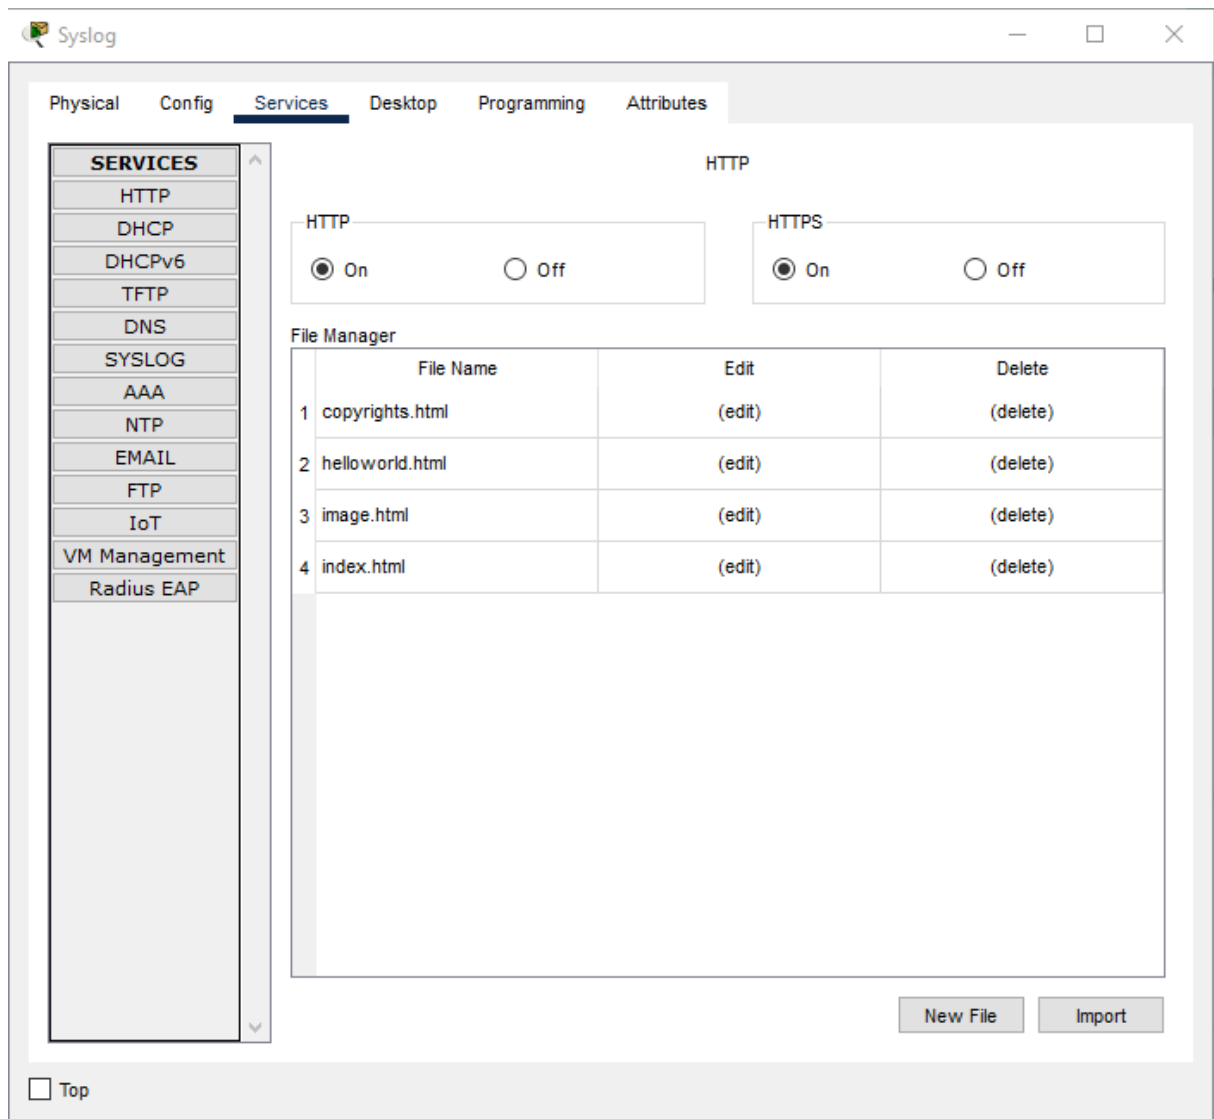 Syslog
Physical Config Services Desktop Programming Attributes
SERVICES
HTTP
DHCP
DHCPv6
TFTP
DNS
SYSLOG
AAA
NTP
EMAIL
FTP
IoT
VM Management
Radius EAP
HTTP
HTTP
On Off
HTTPS
On Off
File Manager
File Name Edit Delete
1 copyrights.html (edit) (delete)
2 helloworld.html (edit) (delete)
3 image.html (edit) (delete)
4 index.html (edit) (delete)
New File Import
Top